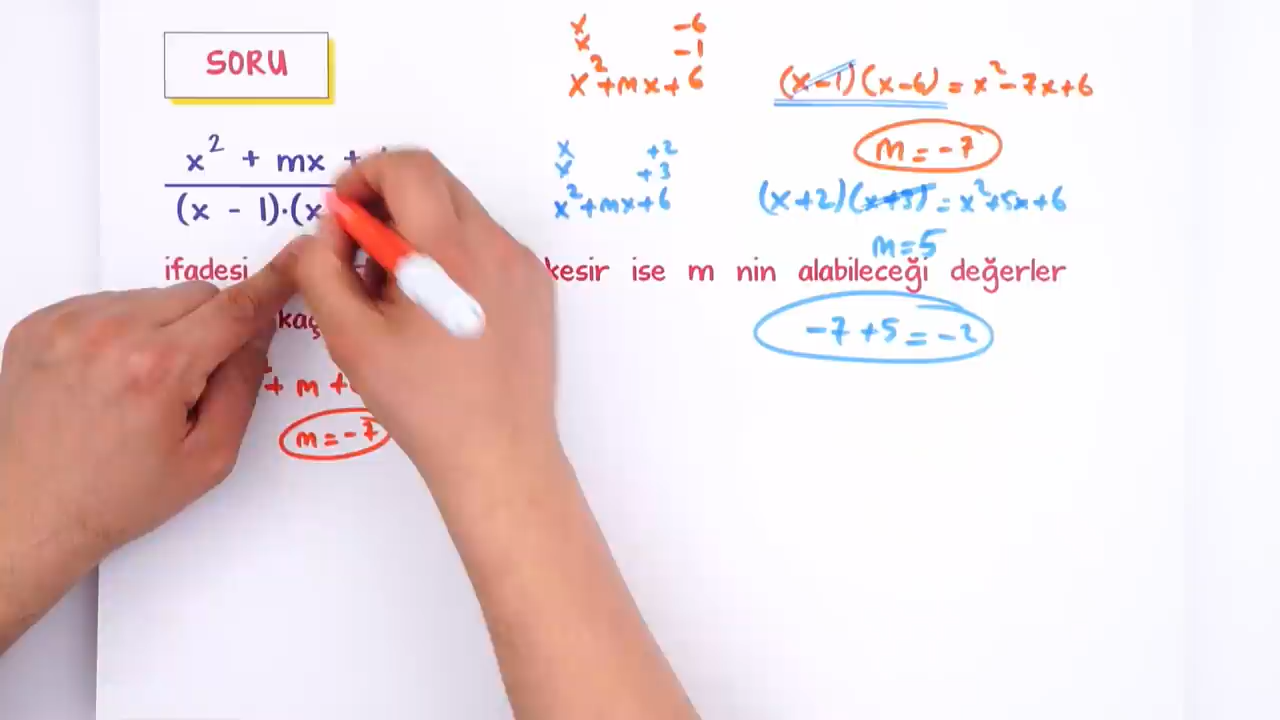 SORU
x² + mx +
(x - 1)·(x
ifadesi kesir ise m nin alabileceği değerler
kaç
+ m +
m = -7
x -6
x -1
x² + mx + 6
(x-1)(x-6) = x² - 7x + 6
m = -7
x +2
x +3
x² + mx + 6
(x+2)(x+3) = x² + 5x + 6
m = 5
-7 + 5 = -2